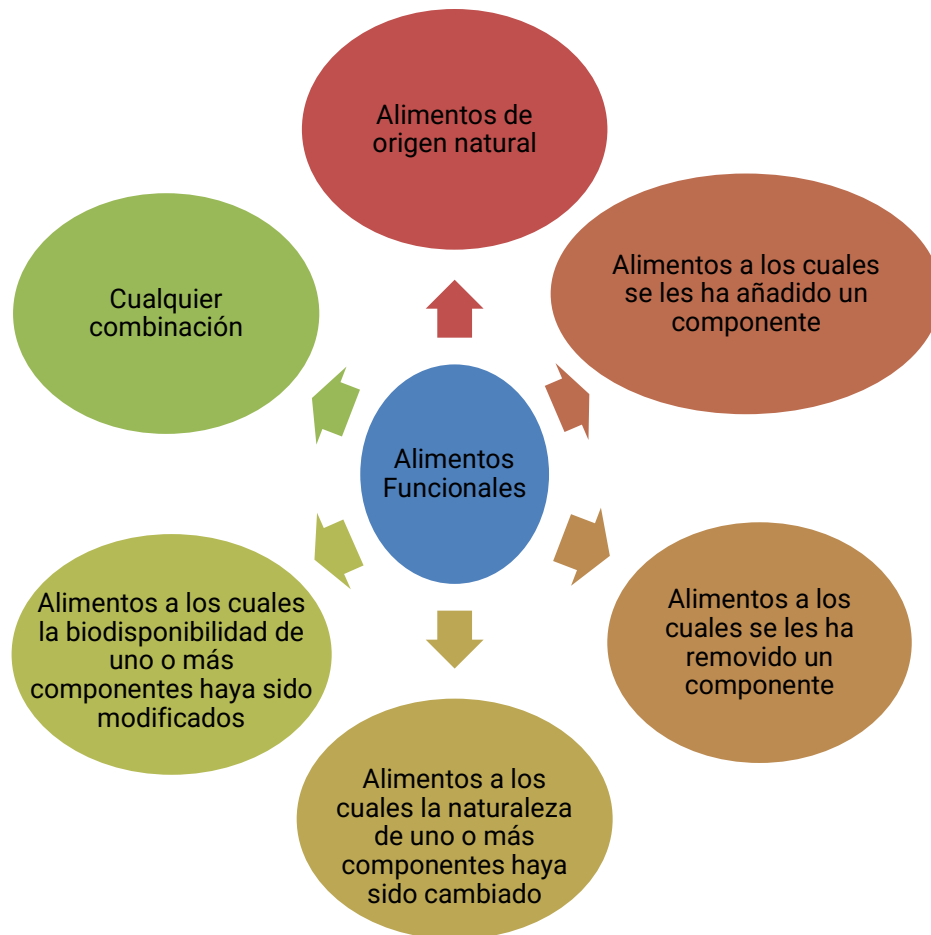 Alimentos de
origen natural
Alimentos a los cuales
se les ha añadido un
componente
Alimentos a los
cuales se les ha
removido un
componente
Alimentos a los
cuales la naturaleza
de uno o más
componentes haya
sido cambiado
Alimentos a los cuales
la biodisponibilidad de
uno o más
componentes haya sido
modificados
Cualquier
combinación
Alimentos
Funcionales